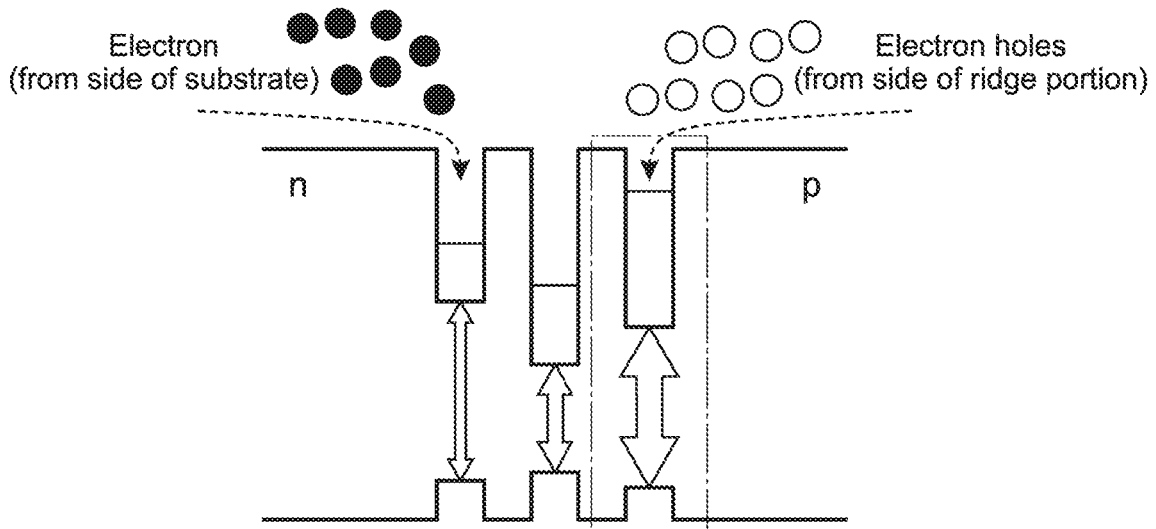 Electron
(from side of substrate)
Electron holes
(from side of ridge portion)
n
p